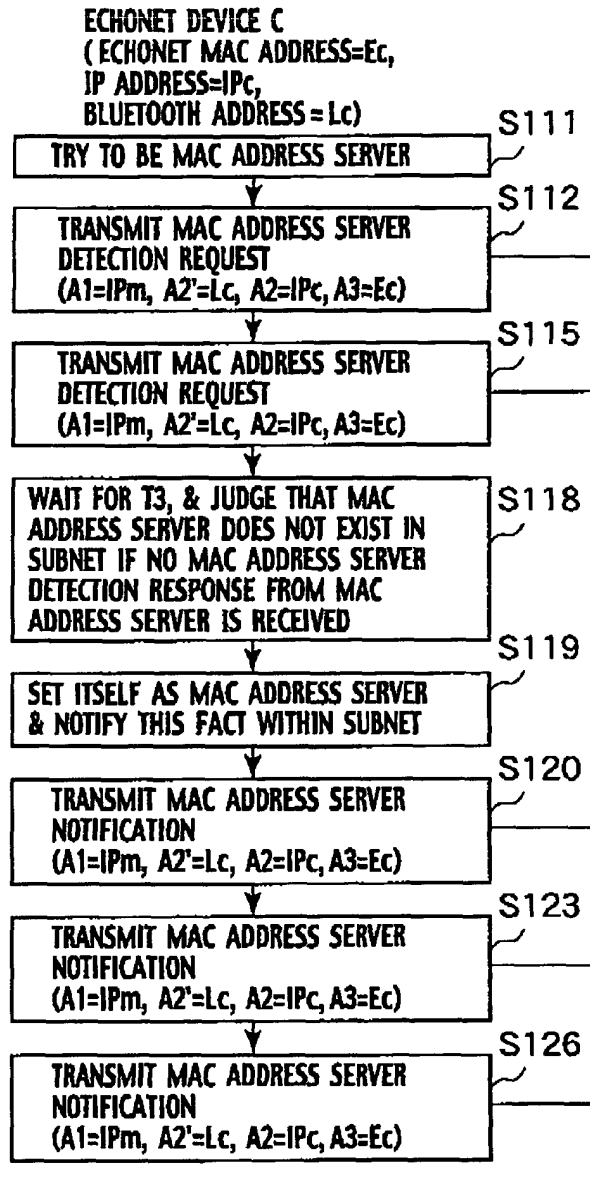 ECHONET DEVICE C
(ECHONET MAC ADDRESS=Ec,
IP ADDRESS=IPc,
BLUETOOTH ADDRESS=Lc)
S111
TRY TO BE MAC ADDRESS SERVER
S112
TRANSMIT MAC ADDRESS SERVER
DETECTION REQUEST
(A1=IPm, A2'=Lc, A2=IPc, A3=Ec)
S115
TRANSMIT MAC ADDRESS SERVER
DETECTION REQUEST
(A1=IPm, A2'=Lc, A2=IPc, A3=Ec)
S118
WAIT FOR T3, & JUDGE THAT MAC
ADDRESS SERVER DOES NOT EXIST IN
SUBNET IF NO MAC ADDRESS SERVER
DETECTION RESPONSE FROM MAC
ADDRESS SERVER IS RECEIVED
S119
SET ITSELF AS MAC ADDRESS SERVER
& NOTIFY THIS FACT WITHIN SUBNET
S120
TRANSMIT MAC ADDRESS SERVER
NOTIFICATION
(A1=IPm, A2'=Lc, A2=IPc, A3=Ec)
S123
TRANSMIT MAC ADDRESS SERVER
NOTIFICATION
(A1=IPm, A2'=Lc, A2=IPc, A3=Ec)
S126
TRANSMIT MAC ADDRESS SERVER
NOTIFICATION
(A1=IPm, A2'=Lc, A2=IPc, A3=Ec)